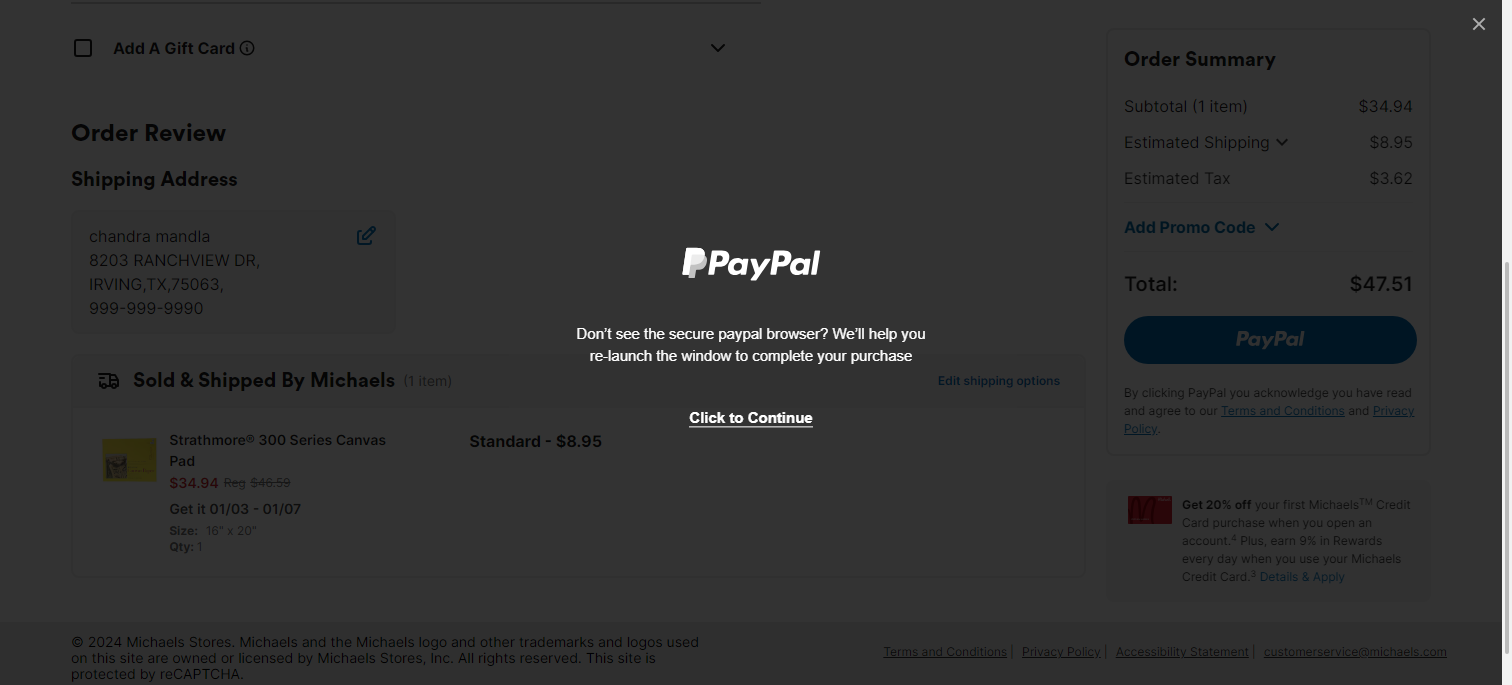 Add A Gift Card
Order Review
Shipping Address
chandra mandla
8203 RANCHVIEW DR,
IRVING,TX,75063,
999-999-9990
Sold & Shipped By Michaels (1 item)
Edit shipping options
Strathmore® 300 Series Canvas
Pad
$34.94 Reg $46.59
Get it 01/03 - 01/07
Size: 16" x 20"
Qty: 1
Standard - $8.95
PayPal
Don't see the secure paypal browser? We'll help you
re-launch the window to complete your purchase
Click to Continue
Order Summary
Subtotal (1 item) $34.94
Estimated Shipping $8.95
Estimated Tax $3.62
Add Promo Code
Total: $47.51
PayPal
By clicking PayPal you acknowledge you have read
and agree to our Terms and Conditions and Privacy
Policy.
Get 20% off your first Michaels™ Credit
Card purchase when you open an
account.⁴ Plus, earn 9% in Rewards
every day when you use your Michaels
Credit Card.³ Details & Apply
© 2024 Michaels Stores. Michaels and the Michaels logo and other trademarks and logos used
on this site are owned or licensed by Michaels Stores, Inc. All rights reserved. This site is
protected by reCAPTCHA.
Terms and Conditions | Privacy Policy | Accessibility Statement | customerservice@michaels.com